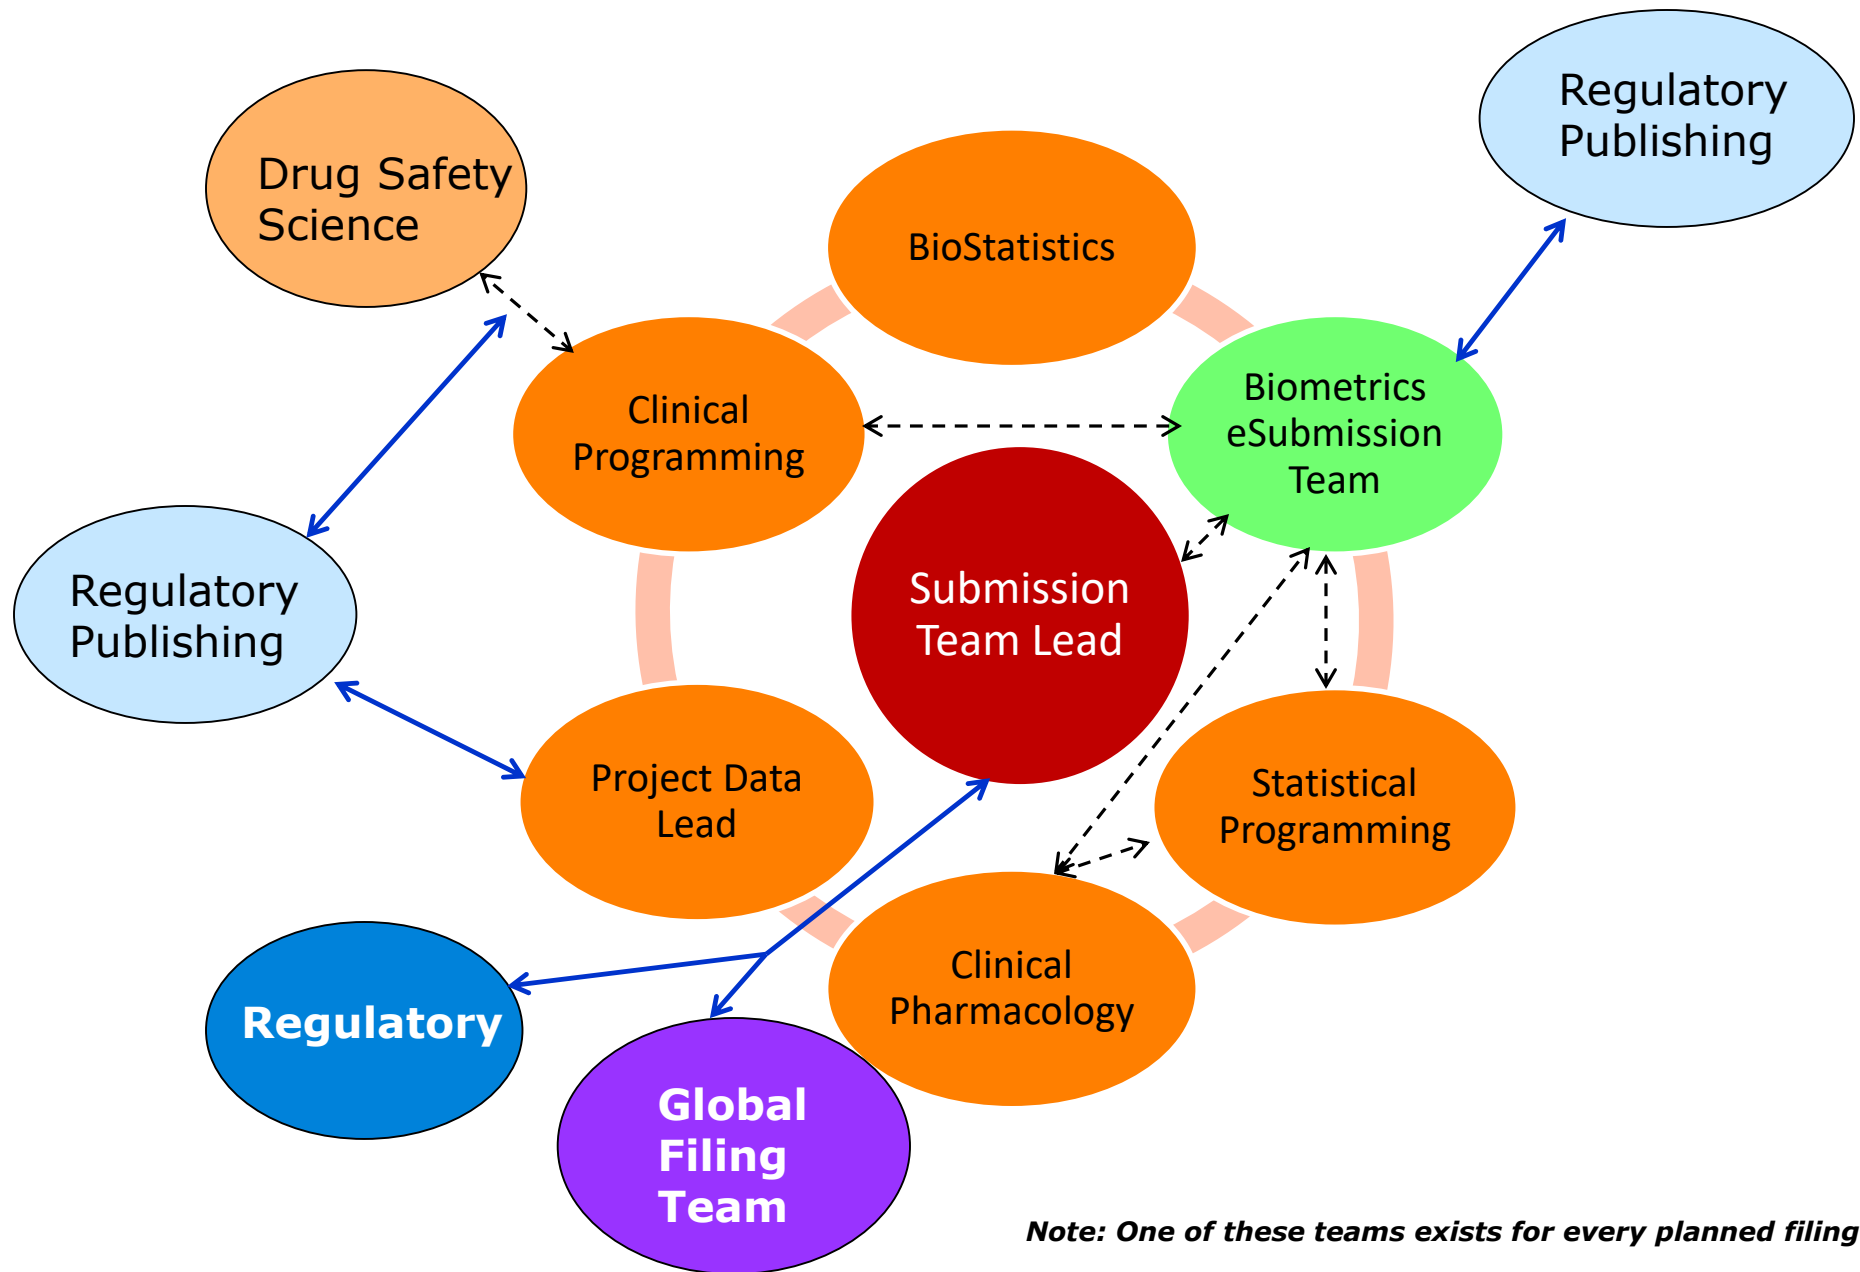 Regulatory
Publishing
Drug Safety
Science
BioStatistics
Biometrics
eSubmission
Team
Clinical
Programming
Submission
Team Lead
Regulatory
Publishing
Project Data
Lead
Statistical
Programming
Clinical
Pharmacology
Regulatory
Global
Filing
Team
Note: One of these teams exists for every planned filing